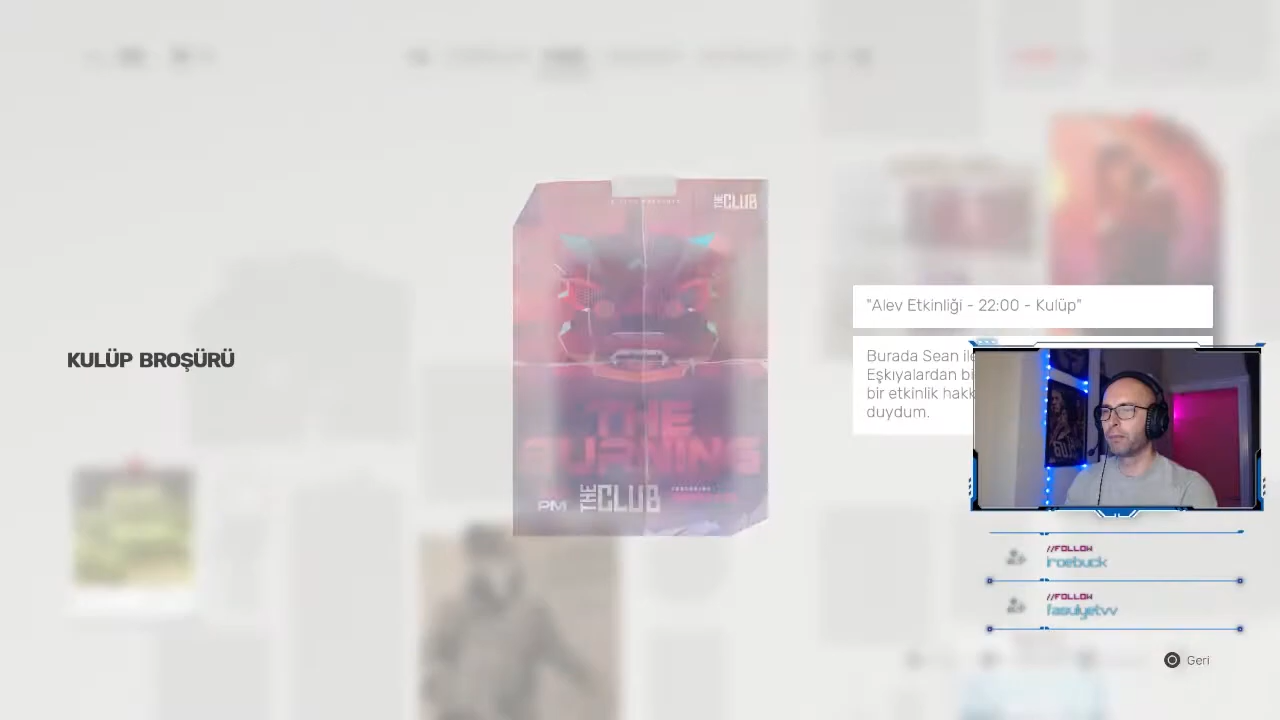 THE CLUB
"Alev Etkinliği - 22:00 - Kulüp"
KULÜP BROŞÜRÜ
Burada Sean ile
Eşkıyalardan bi
bir etkinlik hakk
duydum.
THE
BURNING
PM THE CLUB
//FOLLOW
iroebuck
//FOLLOW
fasulyetvv
Geri